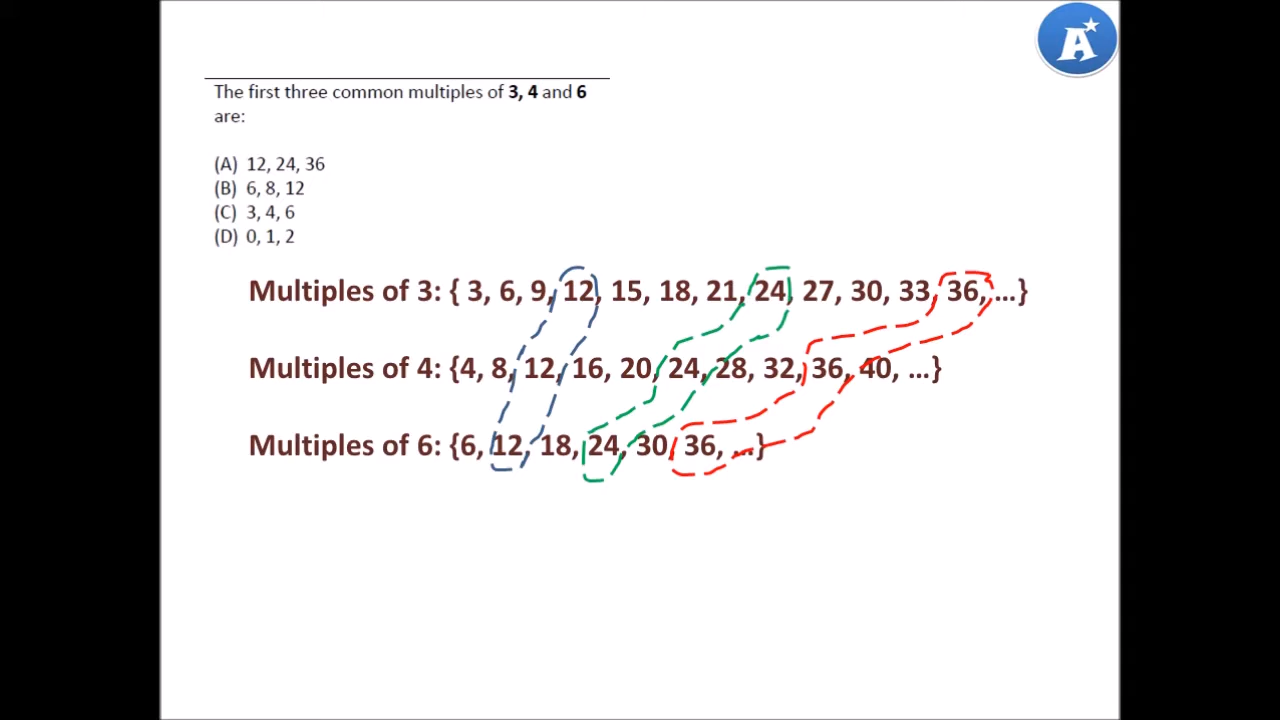 A
The first three common multiples of 3, 4 and 6
are:
(A) 12, 24, 36
(B) 6, 8, 12
(C) 3, 4, 6
(D) 0, 1, 2
Multiples of 3: { 3, 6, 9, 12, 15, 18, 21, 24, 27, 30, 33, 36, ...}
Multiples of 4: {4, 8, 12, 16, 20, 24, 28, 32, 36, 40, ...}
Multiples of 6: {6, 12, 18, 24, 30, 36, ...}